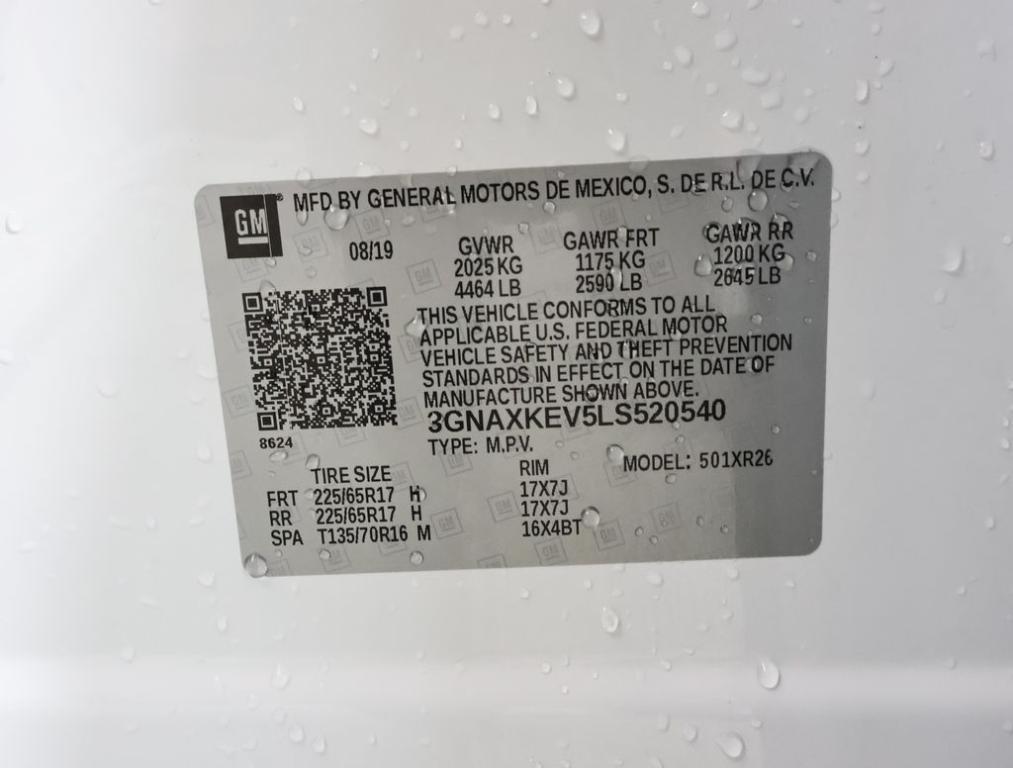 GM® MFD BY GENERAL MOTORS DE MEXICO, S. DE R.L. DE C.V.
08/19 GVWR GAWR FRT GAWR RR
2025 KG 1175 KG 1200 KG
4464 LB 2590 LB 2645 LB
THIS VEHICLE CONFORMS TO ALL
APPLICABLE U.S. FEDERAL MOTOR
VEHICLE SAFETY AND THEFT PREVENTION
STANDARDS IN EFFECT ON THE DATE OF
MANUFACTURE SHOWN ABOVE.
3GNAXKEV5LS520540
8624
TYPE: M.P.V. MODEL: 501XR26
TIRE SIZE RIM
FRT 225/65R17 H 17X7J
RR 225/65R17 H 17X7J
SPA T135/70R16 M 16X4BT